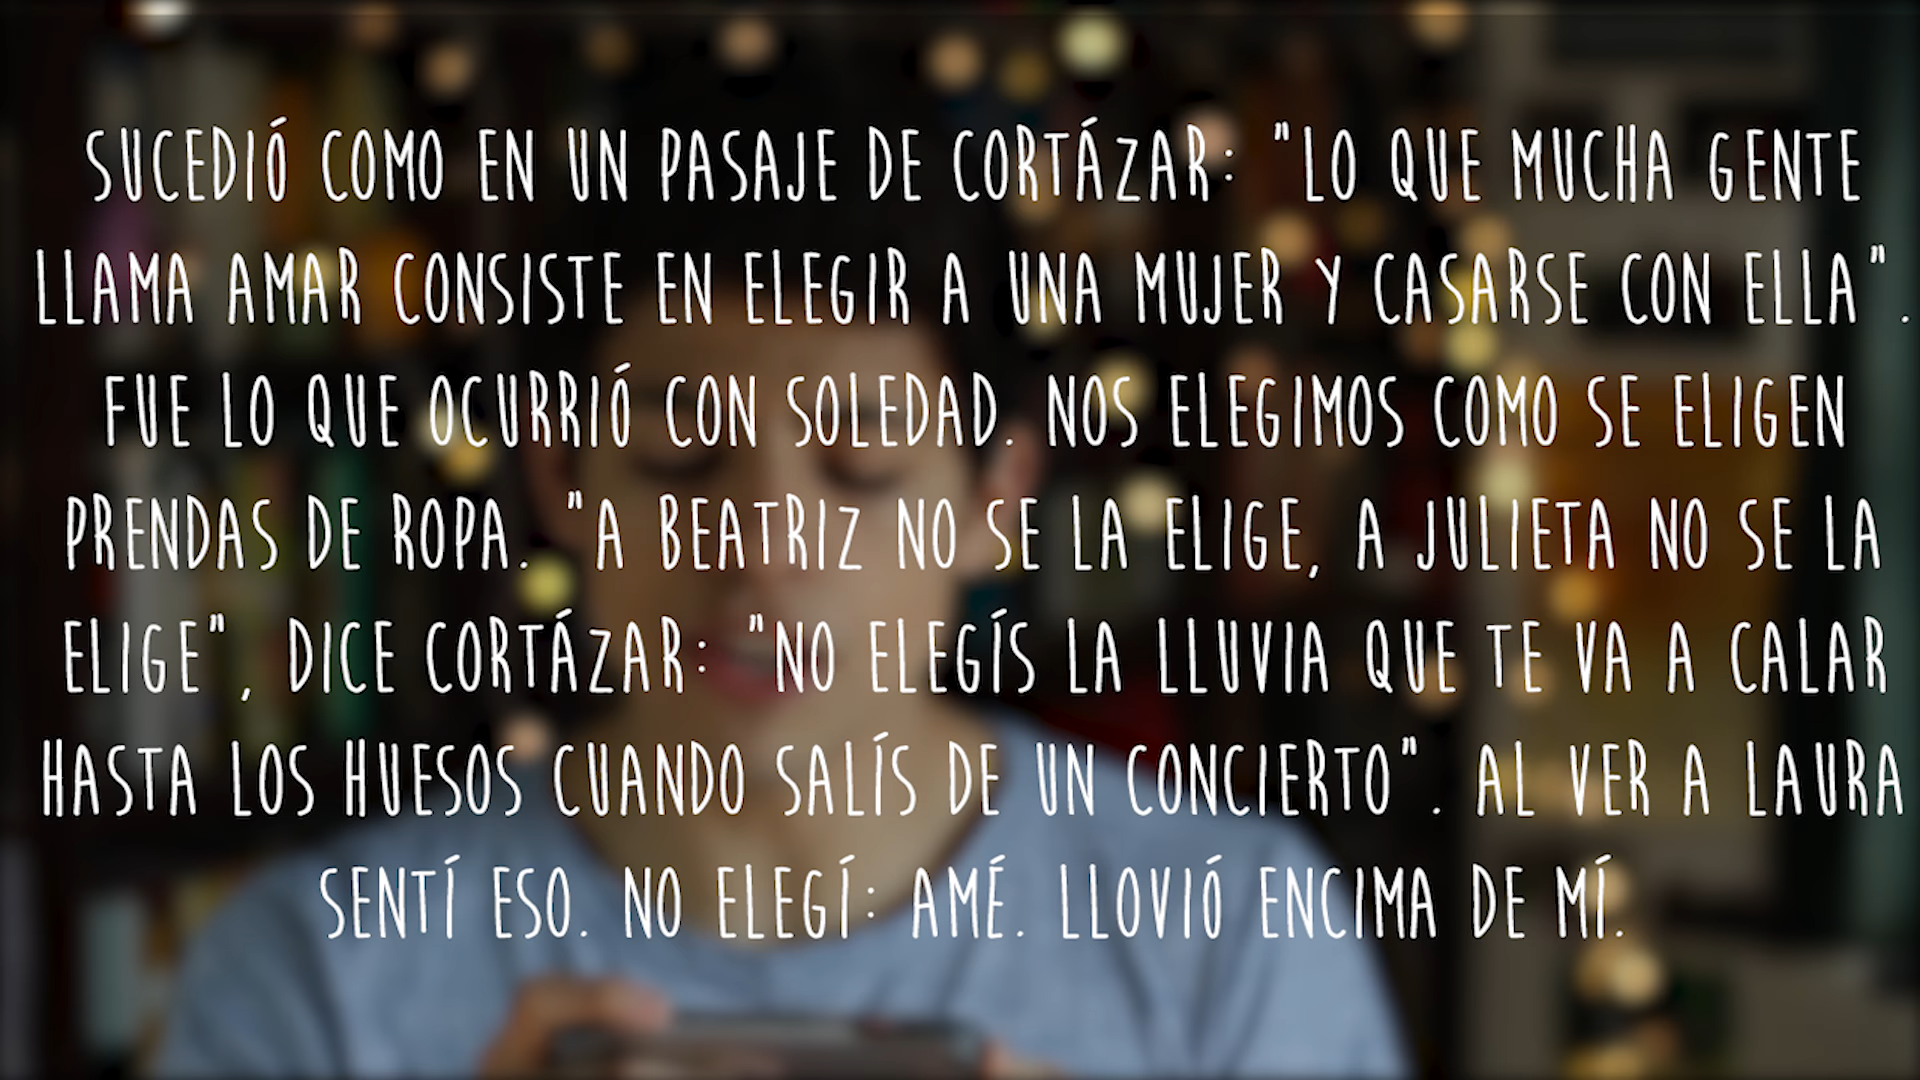 SUCEDIÓ COMO EN UN PASAJE DE CORTÁZAR: "LO QUE MUCHA GENTE
LLAMA AMAR CONSISTE EN ELEGIR A UNA MUJER Y CASARSE CON ELLA".
FUE LO QUE OCURRIÓ CON SOLEDAD. NOS ELEGIMOS COMO SE ELIGEN
PRENDAS DE ROPA. "A BEATRIZ NO SE LA ELIGE, A JULIETA NO SE LA
ELIGE", DICE CORTÁZAR: "NO ELEGÍS LA LLUVIA QUE TE VA A CALAR
HASTA LOS HUESOS CUANDO SALÍS DE UN CONCIERTO". AL VER A LAURA
SENTÍ ESO. NO ELEGÍ: AMÉ. LLOVIÓ ENCIMA DE MÍ.